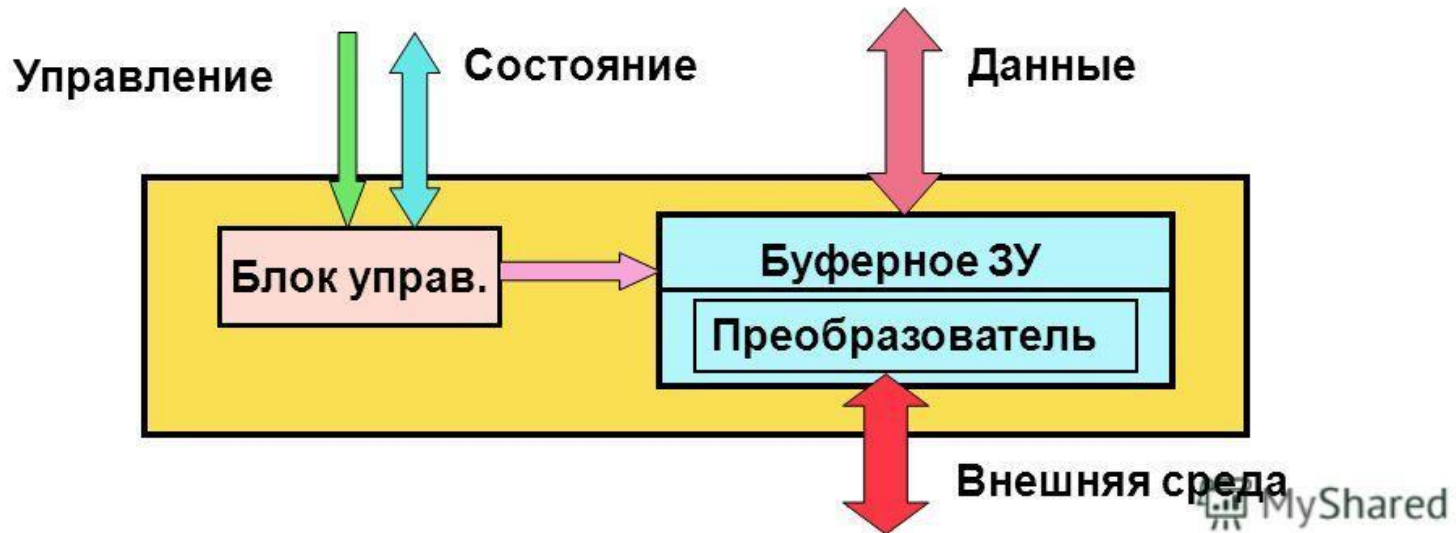 Управление
Состояние
Данные
Блок управ.
Буферное ЗУ
Преобразователь
Внешняя среда
MyShared